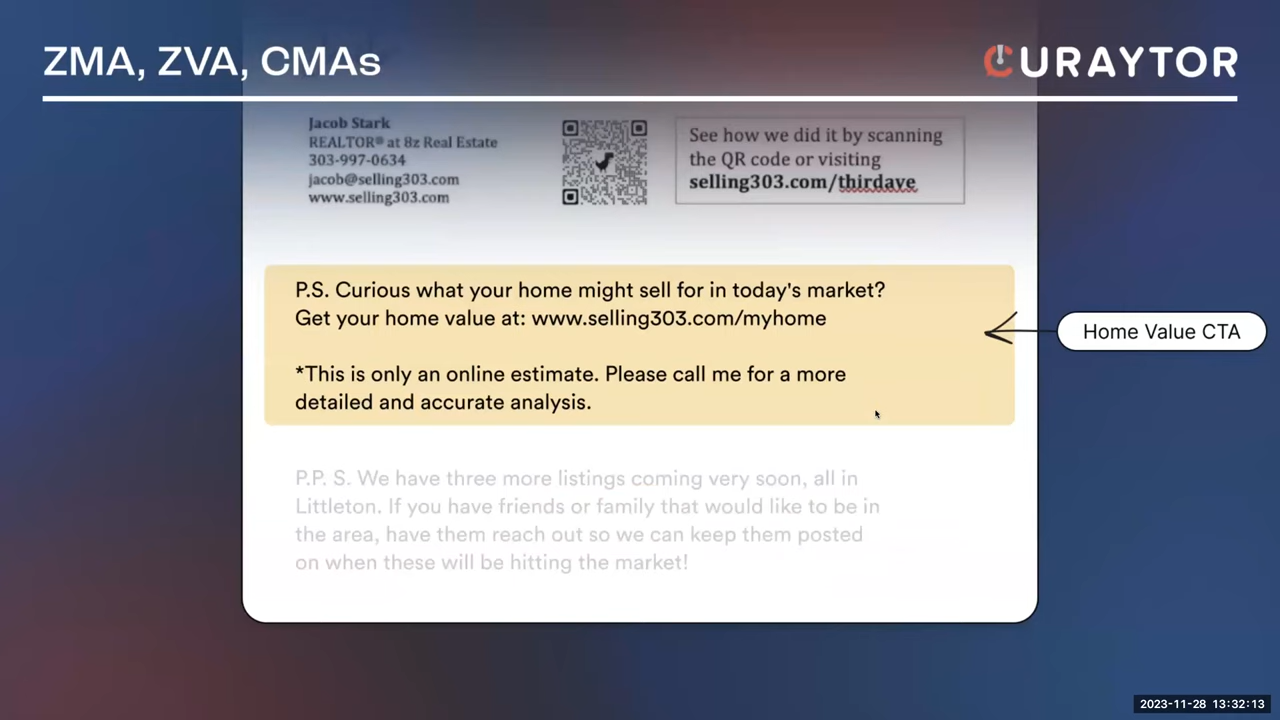 ZMA, ZVA, CMAs
CURAYTOR
Jacob Stark
REALTOR® at 8z Real Estate
303-997-0634
jacob@selling303.com
www.selling303.com
See how we did it by scanning
the QR code or visiting
selling303.com/thirdave
P.S. Curious what your home might sell for in today's market?
Get your home value at: www.selling303.com/myhome
*This is only an online estimate. Please call me for a more
detailed and accurate analysis.
Home Value CTA
P.P. S. We have three more listings coming very soon, all in
Littleton. If you have friends or family that would like to be in
the area, have them reach out so we can keep them posted
on when these will be hitting the market!
2023-11-28 13:32:13